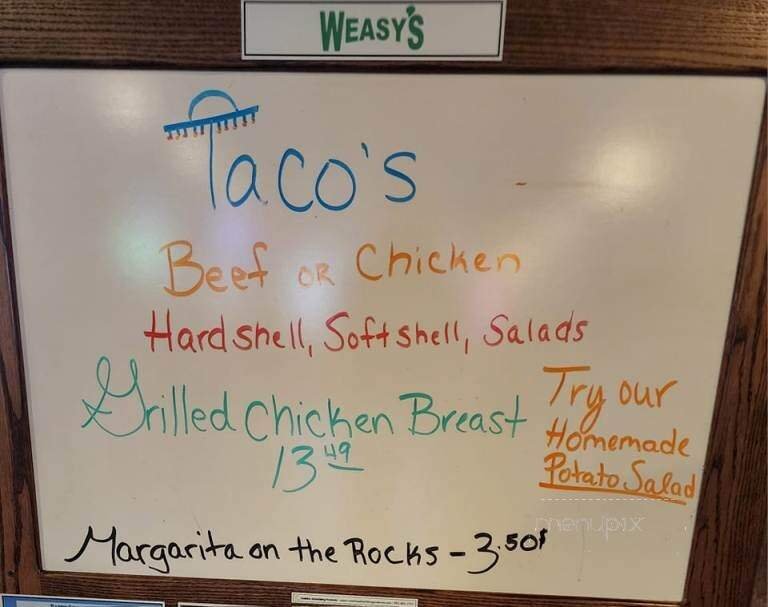 WEASY'S
Taco's
Beef OR Chicken
Hardshell, Softshell, Salads
Grilled Chicken Breast
13.49
Try our
Homemade
Potato Salad
menupix
Margarita on the Rocks - 3.50¢